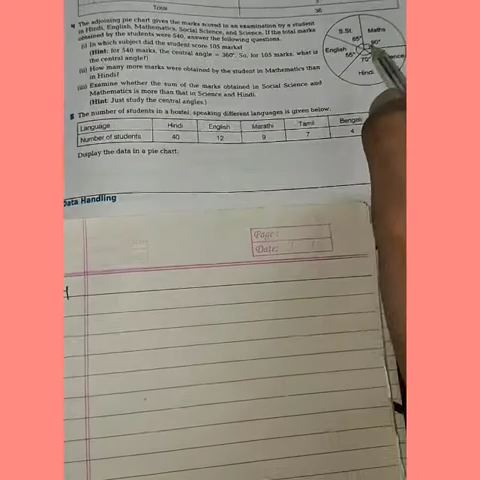 Total 36
4 The adjoining pie chart gives the marks scored in an examination by a student
in Hindi, English, Mathematics, Social Science, and Science. If the total marks
obtained by the students were 540, answer the following questions.
(i) In which subject did the student score 105 marks?
(Hint: for 540 marks, the central angle = 360°. So, for 105 marks, what is
the central angle?)
(ii) How many more marks were obtained by the student in Mathematics than
in Hindi?
(iii) Examine whether the sum of the marks obtained in Social Science and
Mathematics is more than that in Science and Hindi.
(Hint: Just study the central angles.)
S.St. Maths
65° 90°
English
55°
70°
Hindi
5 The number of students in a hostel, speaking different languages is given below.
Language Hindi English Marathi Tamil Bengali
Number of students 40 12 9 7 4
Display the data in a pie chart.
Data Handling
Page :
Date: